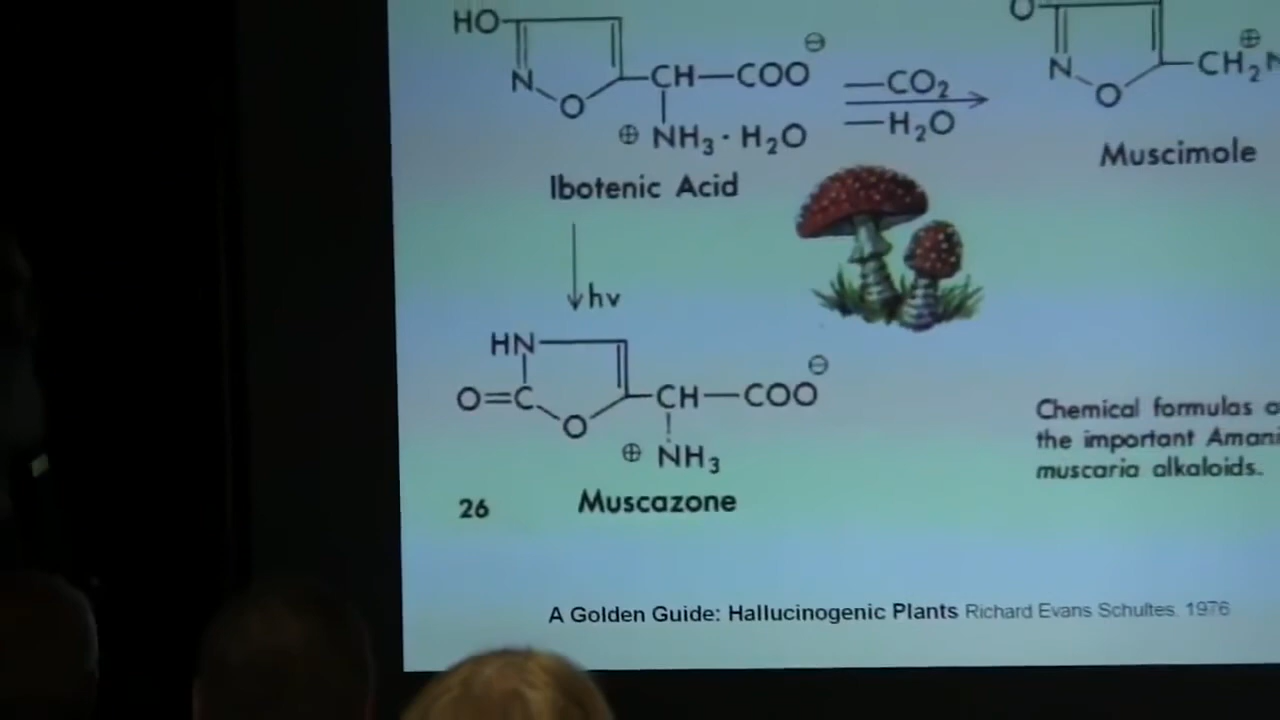 HO
N
O
CH—COO
⊖
⊕ NH₃ · H₂O
Ibotenic Acid
—CO₂
—H₂O
O
N
O
⊕
CH₂N
Muscimole
hv
HN
O=C
O
CH—COO
⊖
⊕ NH₃
26
Muscazone
Chemical formulas
the important
muscaria alkaloids.
A Golden Guide: Hallucinogenic Plants Richard Evans Schultes. 1976